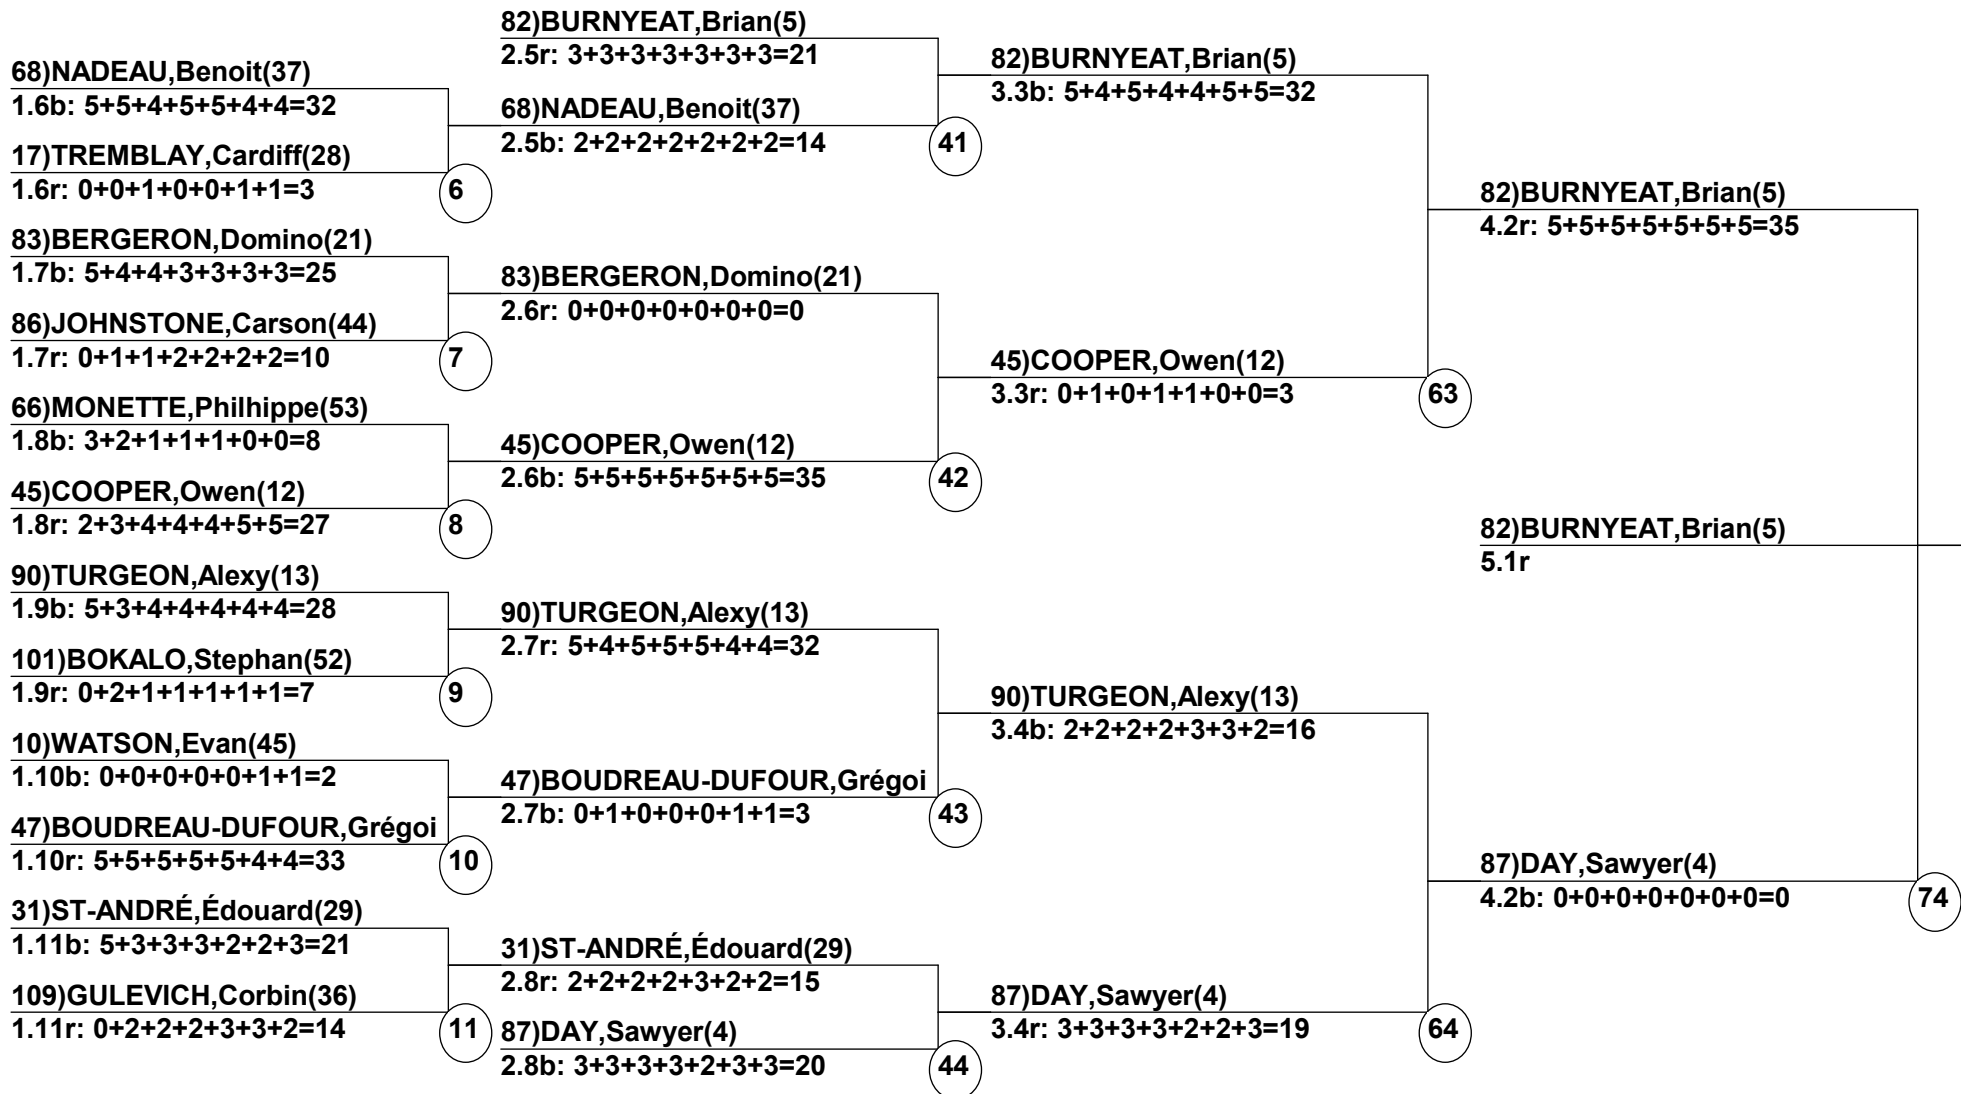 68)NADEAU,Benoit(37)
1.6b: 5+5+4+5+5+4+4=32
17)TREMBLAY,Cardiff(28)
1.6r: 0+0+1+0+0+1+1=3
6
83)BERGERON,Domino(21)
1.7b: 5+4+4+3+3+3+3=25
86)JOHNSTONE,Carson(44)
1.7r: 0+1+1+2+2+2+2=10
7
66)MONETTE,Philhippe(53)
1.8b: 3+2+1+1+1+0+0=8
45)COOPER,Owen(12)
1.8r: 2+3+4+4+4+5+5=27
8
90)TURGEON,Alexy(13)
1.9b: 5+3+4+4+4+4+4=28
101)BOKALO,Stephan(52)
1.9r: 0+2+1+1+1+1+1=7
9
10)WATSON,Evan(45)
1.10b: 0+0+0+0+0+1+1=2
47)BOUDREAU-DUFOUR,Grégoi
1.10r: 5+5+5+5+5+4+4=33
10
31)ST-ANDRÉ,Édouard(29)
1.11b: 5+3+3+3+2+2+3=21
109)GULEVICH,Corbin(36)
1.11r: 0+2+2+2+3+3+2=14
11
82)BURNYEAT,Brian(5)
2.5r: 3+3+3+3+3+3+3=21
68)NADEAU,Benoit(37)
2.5b: 2+2+2+2+2+2+2=14
41
83)BERGERON,Domino(21)
2.6r: 0+0+0+0+0+0+0=0
45)COOPER,Owen(12)
2.6b: 5+5+5+5+5+5+5=35
42
90)TURGEON,Alexy(13)
2.7r: 5+4+5+5+5+4+4=32
47)BOUDREAU-DUFOUR,Grégoi
2.7b: 0+1+0+0+0+1+1=3
43
31)ST-ANDRÉ,Édouard(29)
2.8r: 2+2+2+2+3+2+2=15
87)DAY,Sawyer(4)
2.8b: 3+3+3+3+2+3+3=20
44
82)BURNYEAT,Brian(5)
3.3b: 5+4+5+4+4+5+5=32
45)COOPER,Owen(12)
3.3r: 0+1+0+1+1+0+0=3
63
90)TURGEON,Alexy(13)
3.4b: 2+2+2+2+3+3+2=16
87)DAY,Sawyer(4)
3.4r: 3+3+3+3+2+2+3=19
64
82)BURNYEAT,Brian(5)
4.2r: 5+5+5+5+5+5+5=35
82)BURNYEAT,Brian(5)
5.1r
87)DAY,Sawyer(4)
4.2b: 0+0+0+0+0+0+0=0
74